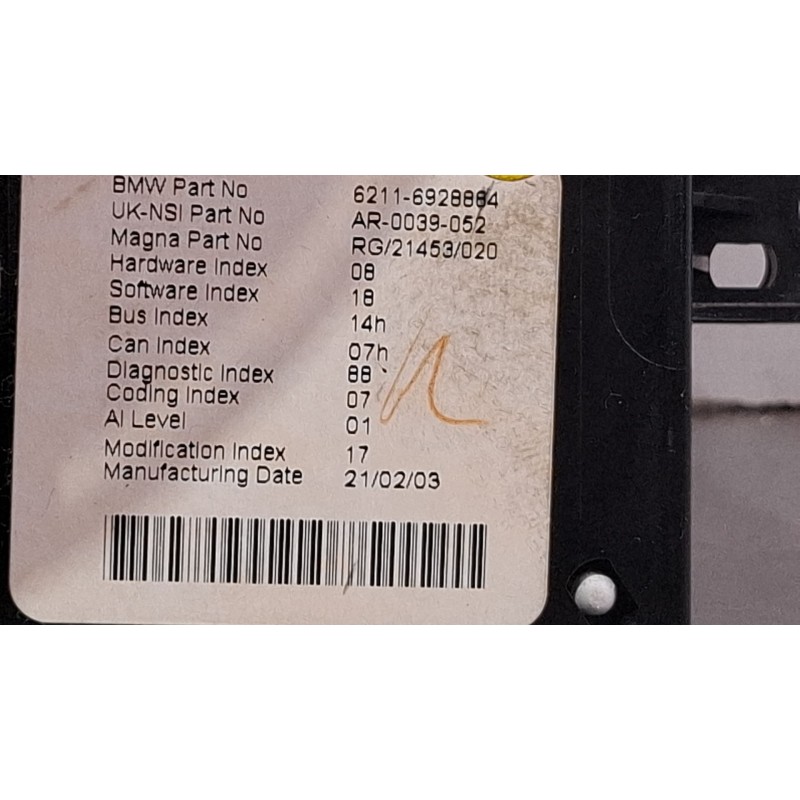 BMW Part No 6211-6928884
UK-NSI Part No AR-0039-052
Magna Part No RG/21453/020
Hardware Index 08
Software Index 18
Bus Index 14h
Can Index 07h
Diagnostic Index 88
Coding Index 07
AI Level 01
Modification Index 17
Manufacturing Date 21/02/03